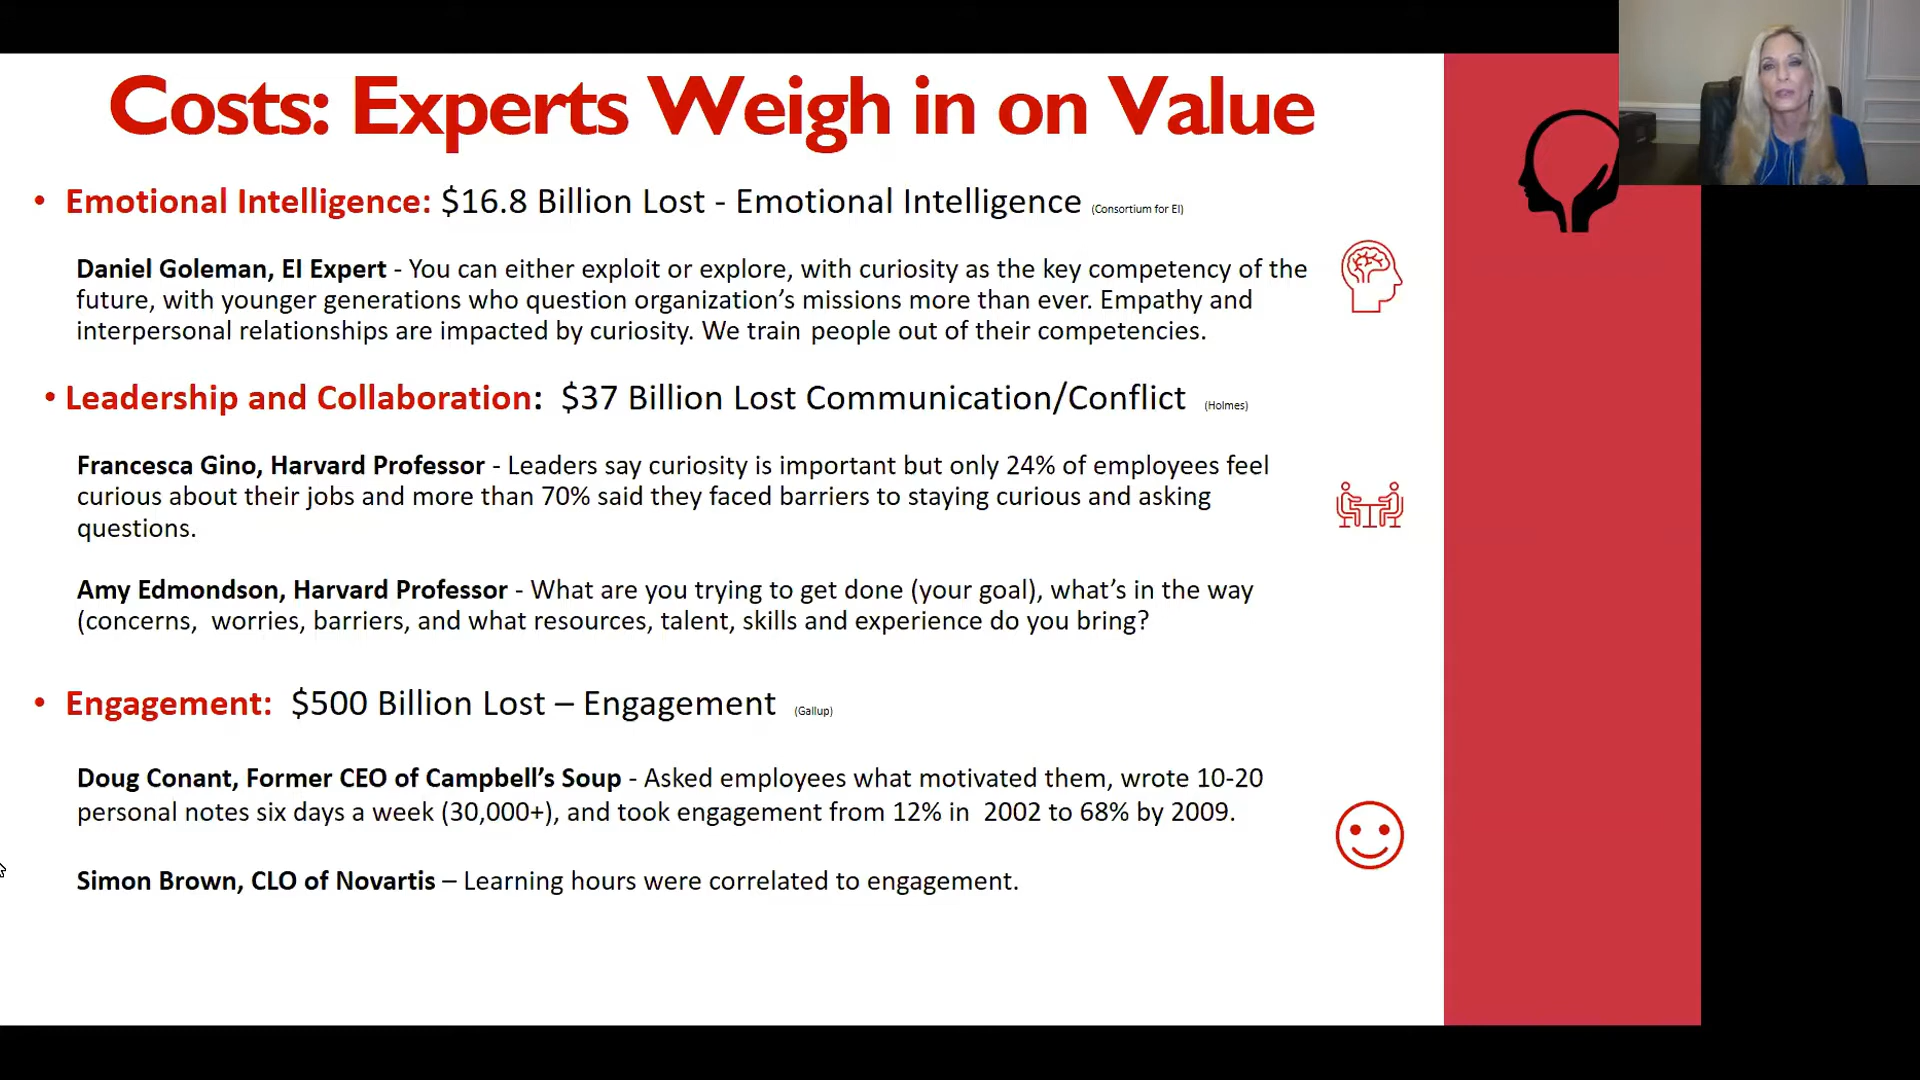 Costs: Experts Weigh in on Value
• Emotional Intelligence: $16.8 Billion Lost - Emotional Intelligence (Consortium for EI)
Daniel Goleman, EI Expert - You can either exploit or explore, with curiosity as the key competency of the
future, with younger generations who question organization's missions more than ever. Empathy and
interpersonal relationships are impacted by curiosity. We train people out of their competencies.
• Leadership and Collaboration: $37 Billion Lost Communication/Conflict (Holmes)
Francesca Gino, Harvard Professor - Leaders say curiosity is important but only 24% of employees feel
curious about their jobs and more than 70% said they faced barriers to staying curious and asking
questions.
Amy Edmondson, Harvard Professor - What are you trying to get done (your goal), what's in the way
(concerns, worries, barriers, and what resources, talent, skills and experience do you bring?
• Engagement: $500 Billion Lost – Engagement (Gallup)
Doug Conant, Former CEO of Campbell's Soup - Asked employees what motivated them, wrote 10-20
personal notes six days a week (30,000+), and took engagement from 12% in 2002 to 68% by 2009.
Simon Brown, CLO of Novartis – Learning hours were correlated to engagement.